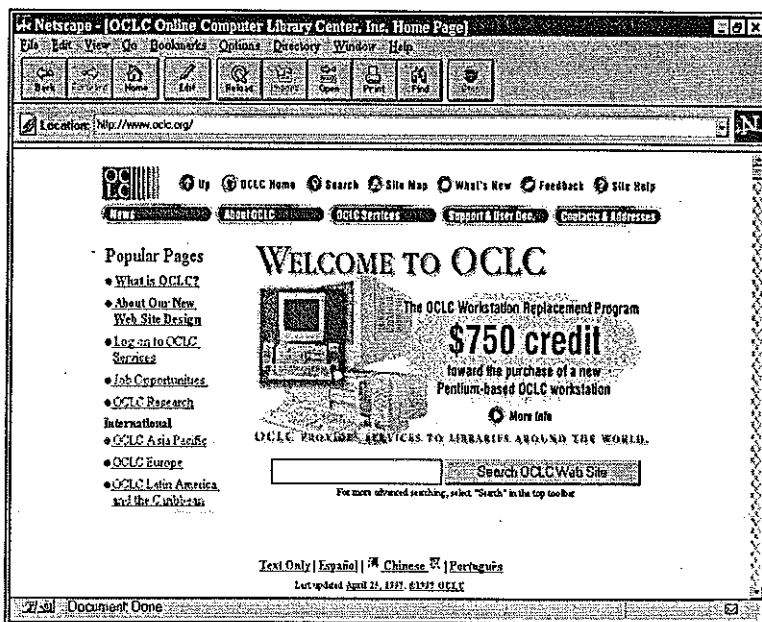 Netscape - [OCLC Online Computer Library Center, Inc. Home Page]
File Edit View Go Bookmarks Options Directory Window Help
Back Forward Home Edit Reload Images Open Print Find Stop
Location: http://www.oclc.org/
N
OC
LC
Up OCLC Home Search Site Map What's New Feedback Site Help
News About OCLC OCLC Services Support & User Doc. Contacts & Addresses
Popular Pages
What is OCLC?
About Our New
Web Site Design
Log on to OCLC
Services
Job Opportunities
OCLC Research
International
OCLC Asia Pacific
OCLC Europe
OCLC Latin America
and the Caribbean
WELCOME TO OCLC
The OCLC Workstation Replacement Program
$750 credit
toward the purchase of a new
Pentium-based OCLC workstation
More Info
OCLC PROVIDES SERVICES TO LIBRARIES AROUND THE WORLD.
Search OCLC Web Site
For more advanced searching, select "Search" in the top toolbar
Text Only | Español | Chinese | Português
Last updated April 25, 1997. OCLC
Document: Done